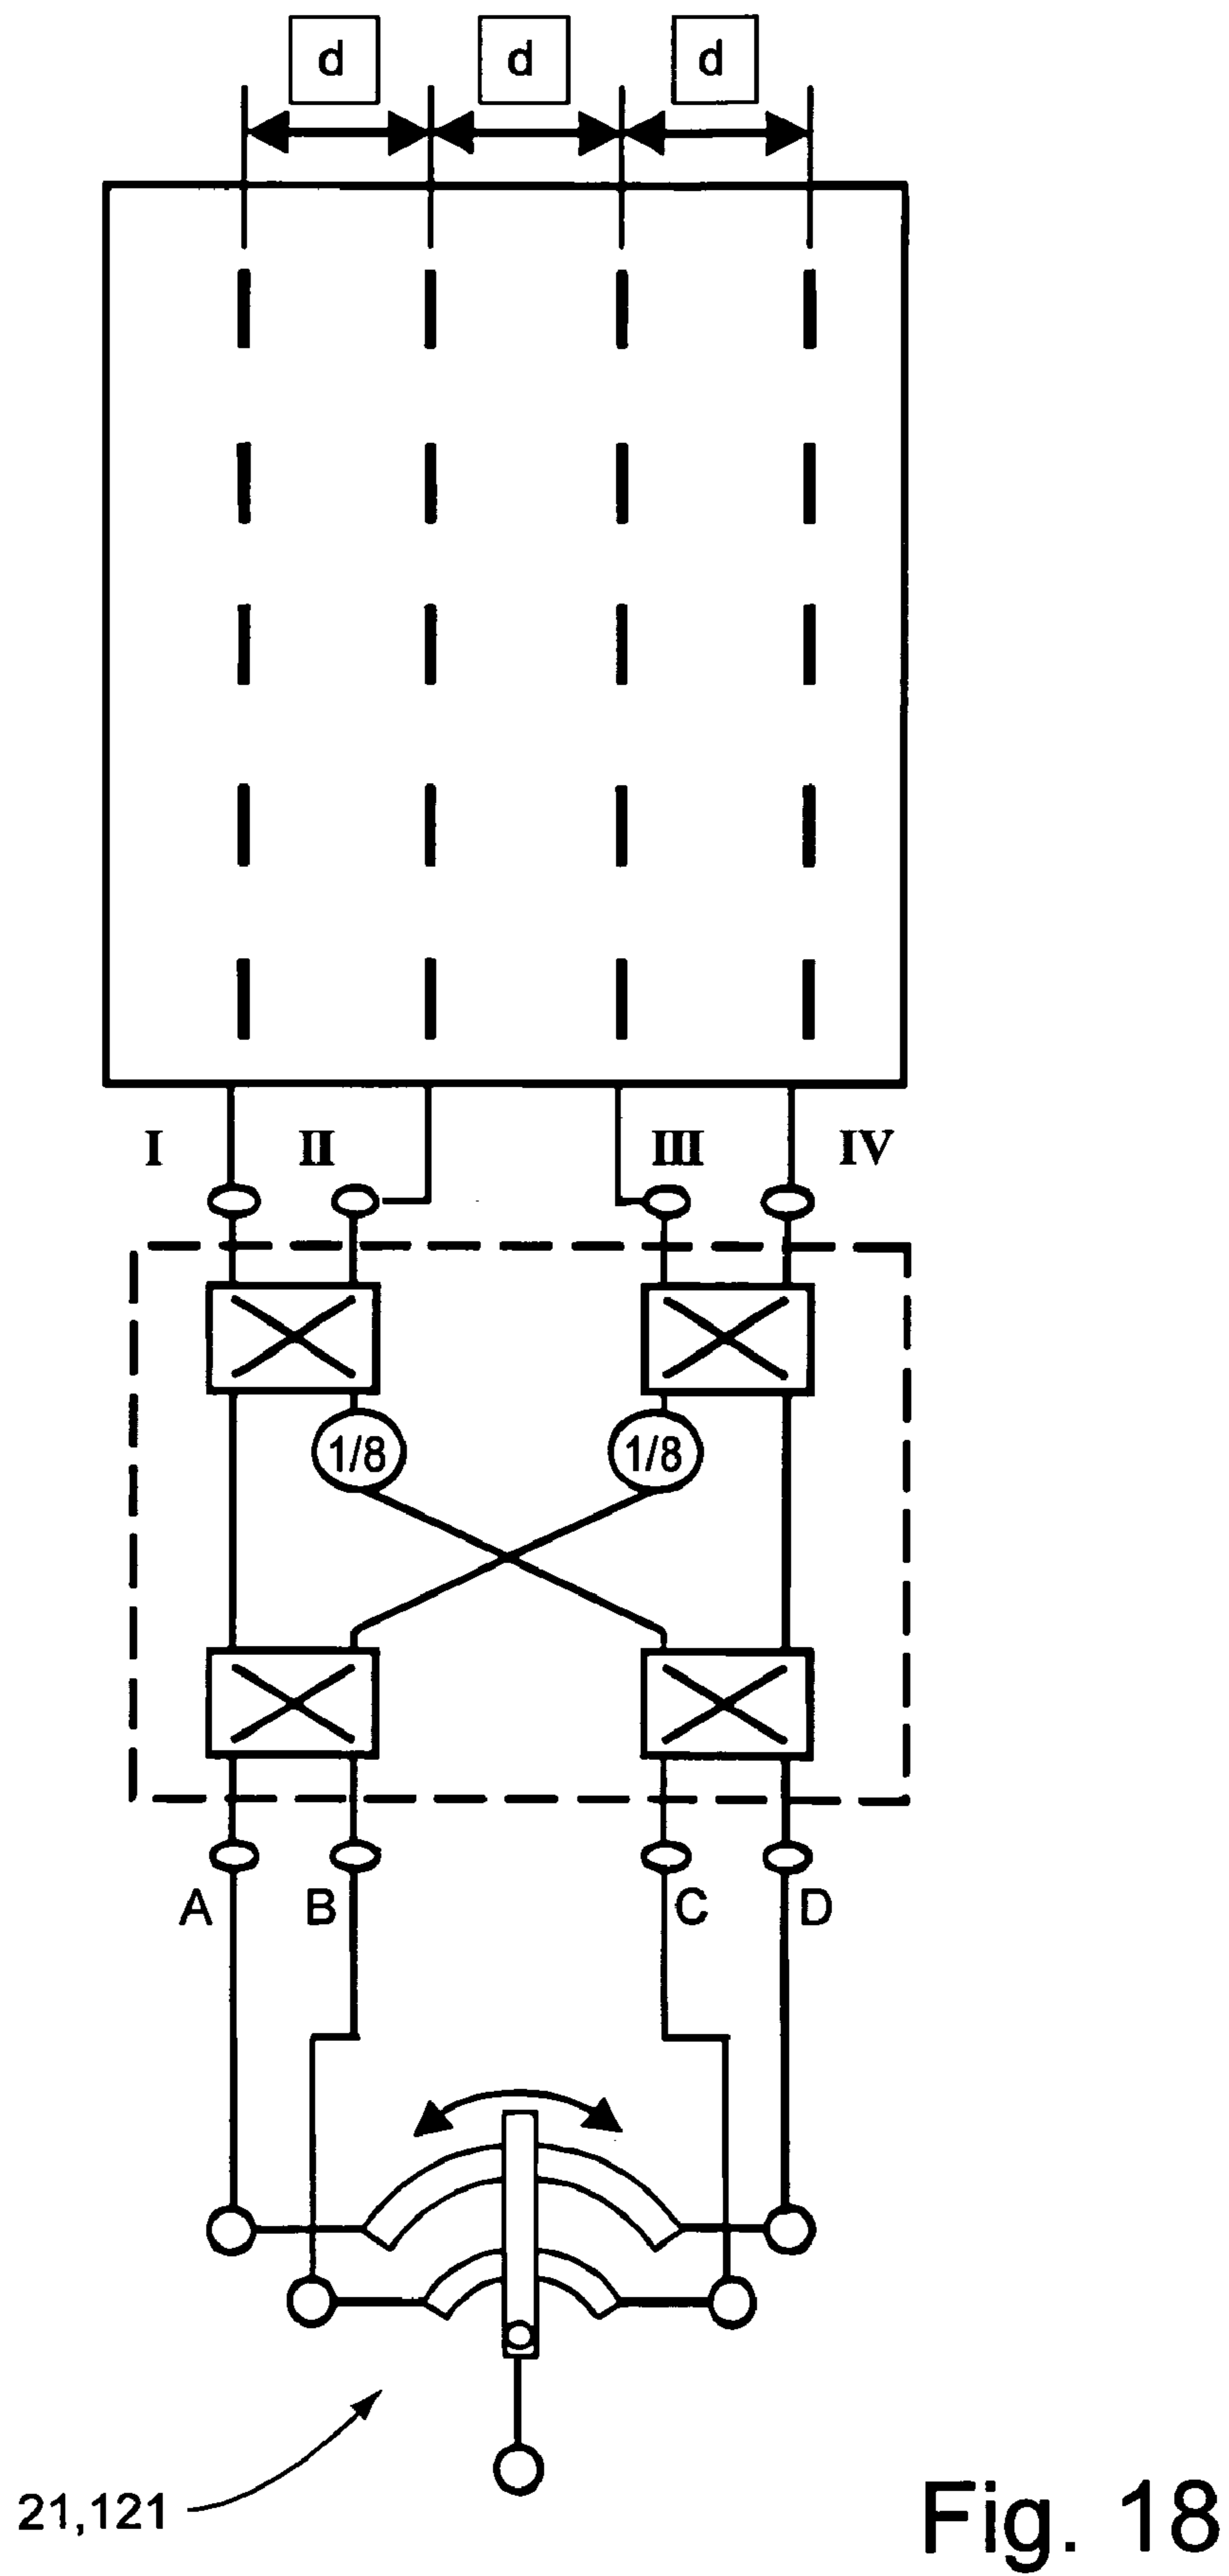 d d d
I II III IV
1/8 1/8
A B C D
21,121
Fig. 18